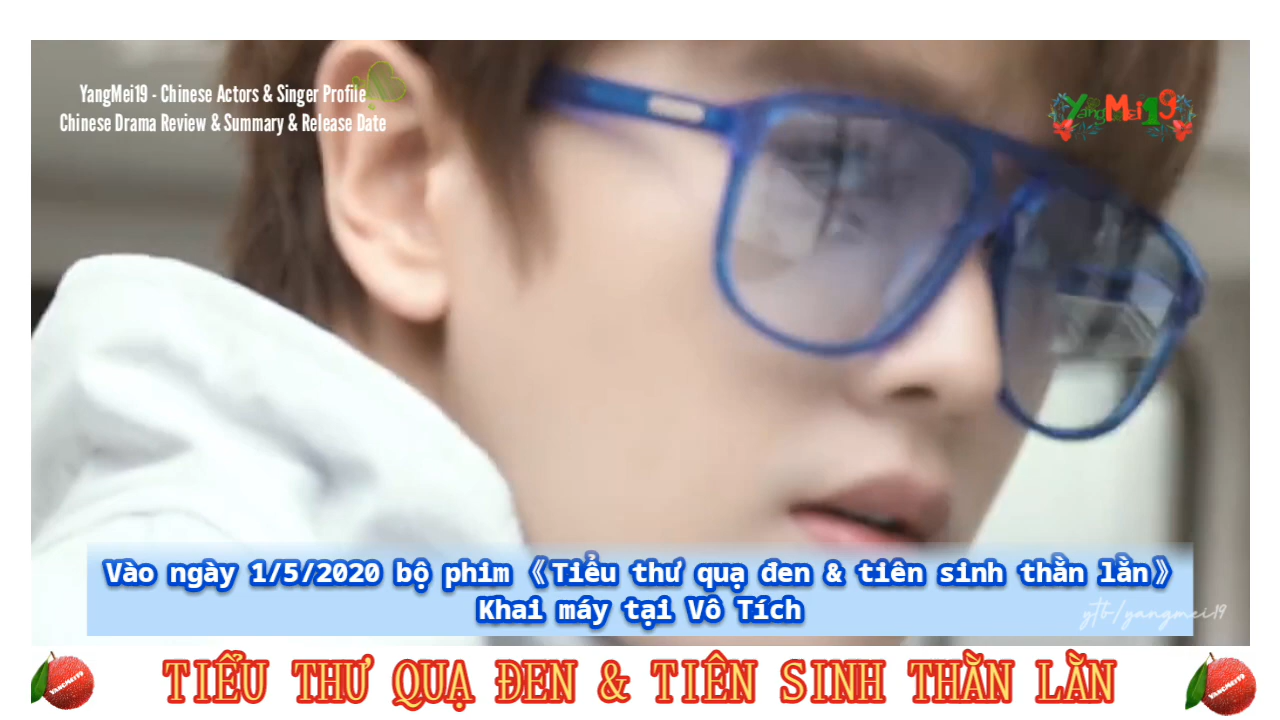 YangMei19 - Chinese Actors & Singer Profile
Chinese Drama Review & Summary & Release Date
YangMei19
Vào ngày 1/5/2020 bộ phim 《Tiểu thư quạ đen & tiên sinh thằn lằn》
Khai máy tại Vô Tích
ytb/yangmei19
TIỂU THƯ QUẠ ĐEN & TIÊN SINH THẰN LẰN
YANGMEI19
YANGMEI19